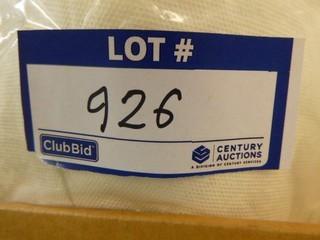 LOT #
926
ClubBid
CENTURY
AUCTIONS
A DIVISION OF CENTURY SERVICES